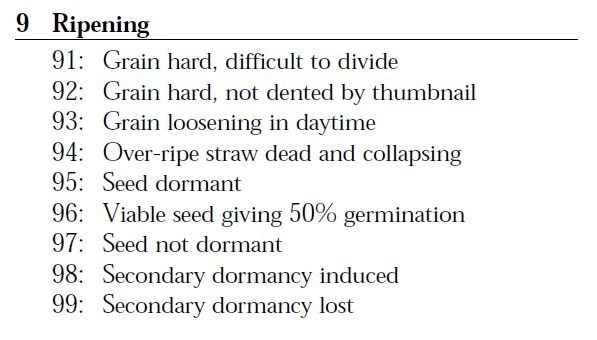 9 Ripening
91: Grain hard, difficult to divide
92: Grain hard, not dented by thumbnail
93: Grain loosening in daytime
94: Over-ripe straw dead and collapsing
95: Seed dormant
96: Viable seed giving 50% germination
97: Seed not dormant
98: Secondary dormancy induced
99: Secondary dormancy lost